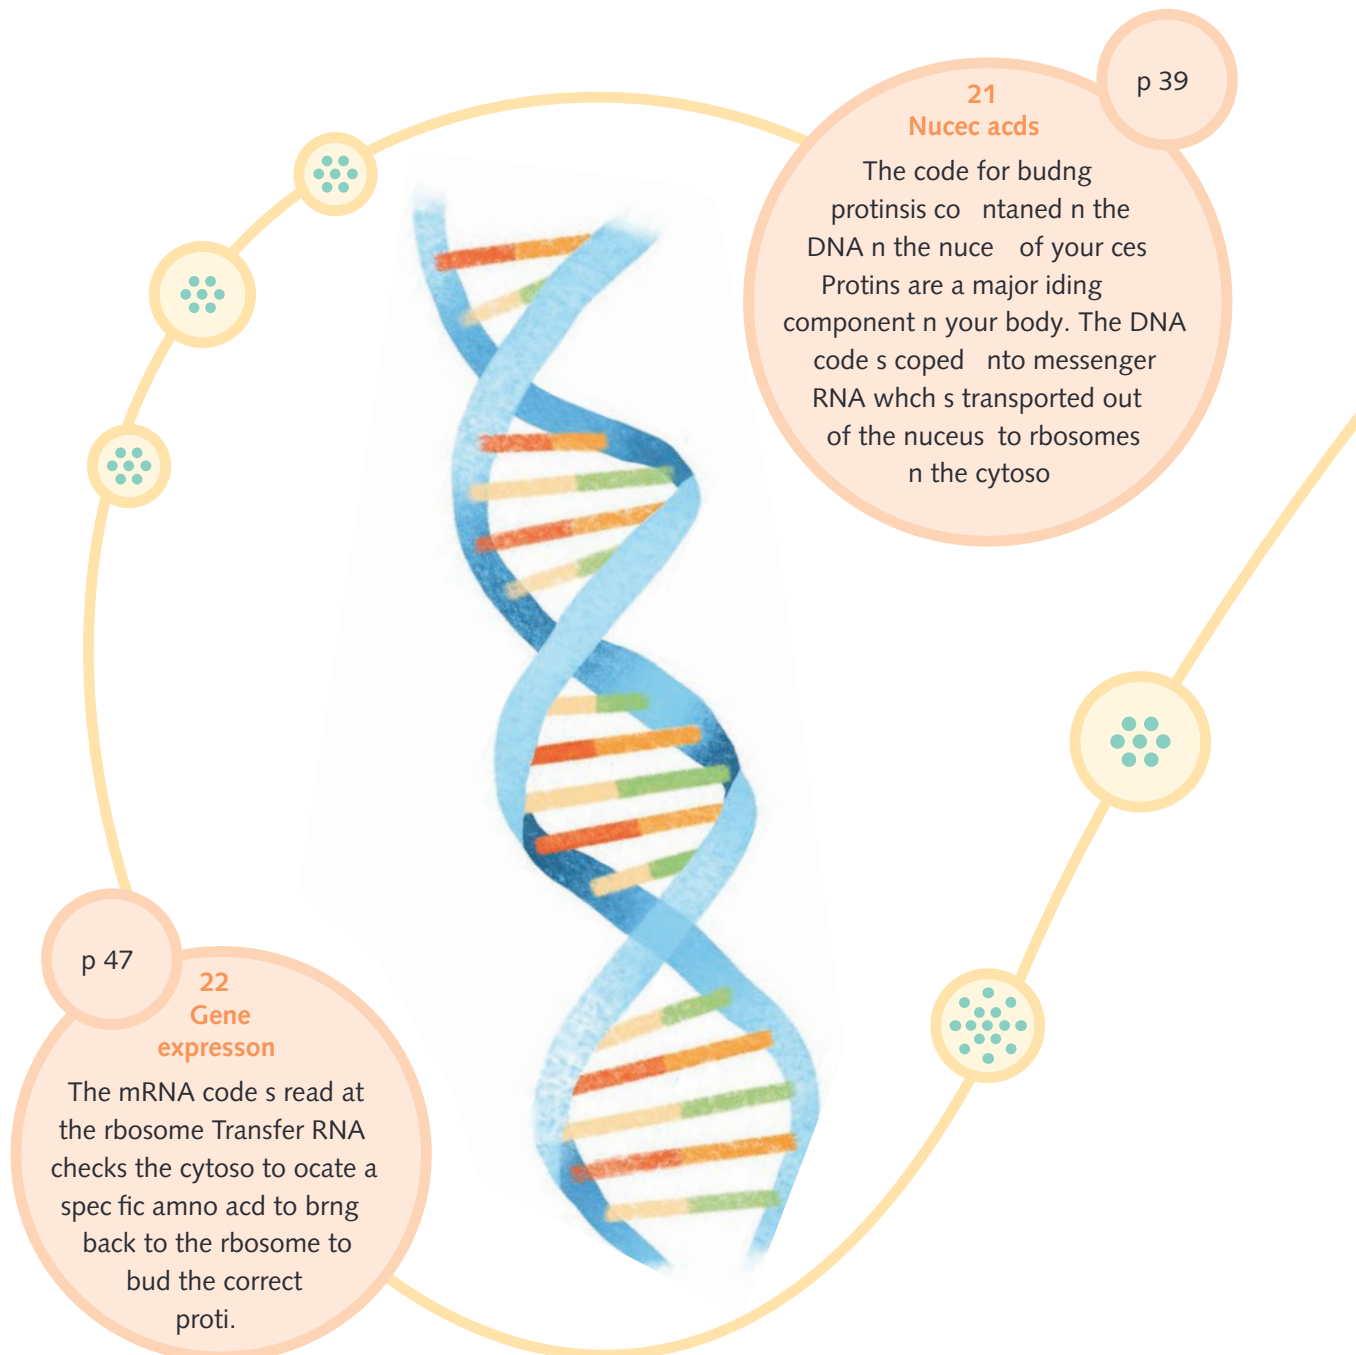 p 39
21
Nucec acds
The code for budng
protinsis co ntaned n the
DNA n the nuce of your ces
Protins are a major iding
component n your body. The DNA
code s coped nto messenger
RNA whch s transported out
of the nuceus to rbosomes
n the cytoso
p 47
22
Gene
expresson
The mRNA code s read at
the rbosome Transfer RNA
checks the cytoso to ocate a
spec fic amno acd to brng
back to the rbosome to
bud the correct
proti.